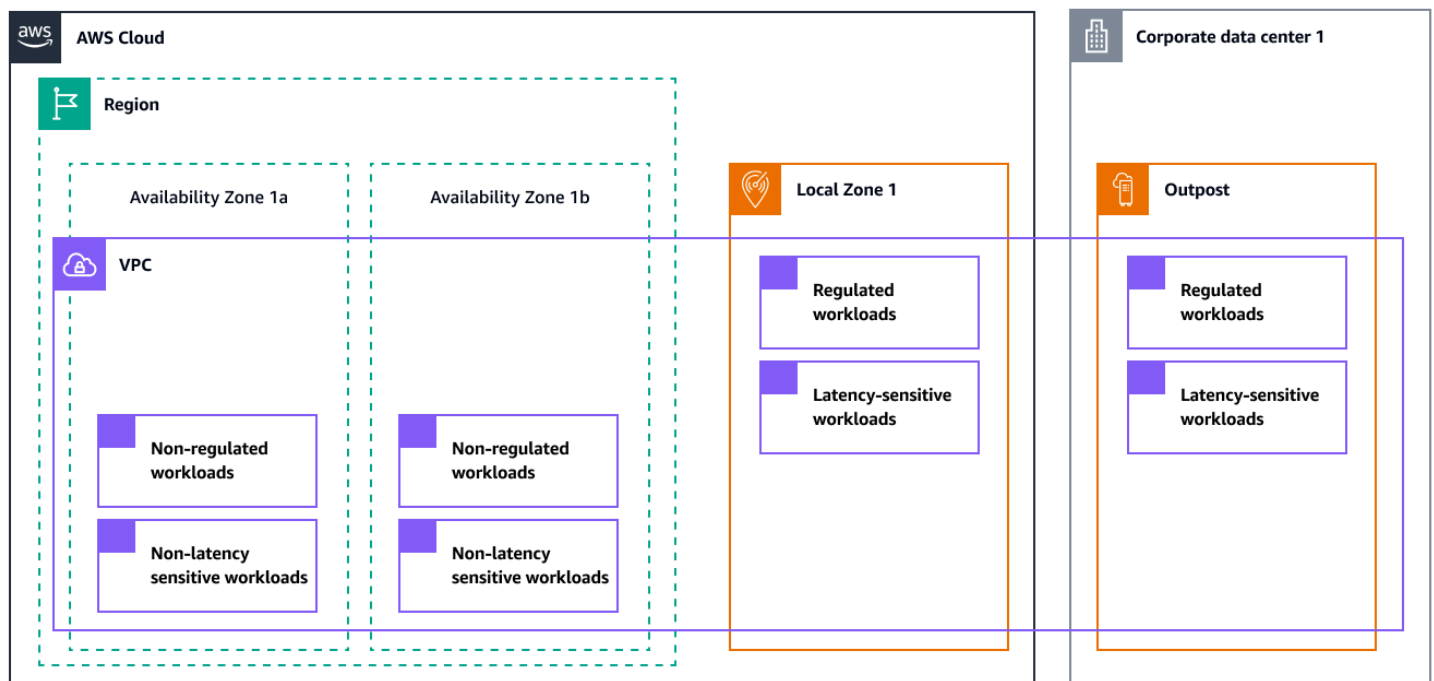 aws
AWS Cloud
Corporate data center 1
Region
Availability Zone 1a
Availability Zone 1b
Local Zone 1
Outpost
VPC
Regulated
workloads
Regulated
workloads
Latency-sensitive
workloads
Latency-sensitive
workloads
Non-regulated
workloads
Non-regulated
workloads
Non-latency
sensitive workloads
Non-latency
sensitive workloads